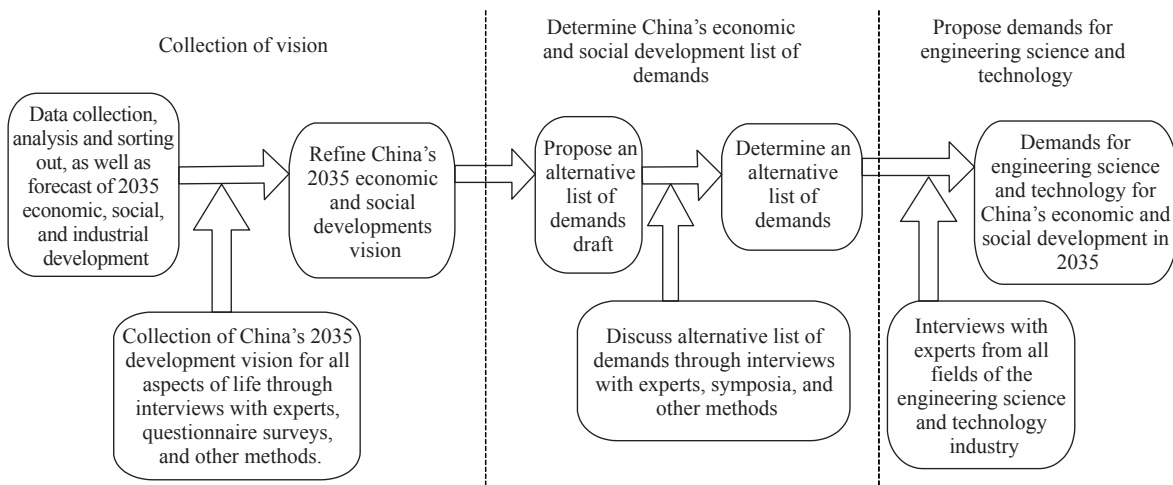 Collection of vision
Determine China's economic
and social development list of
demands
Propose demands for
engineering science and
technology
Data collection,
analysis and sorting
out, as well as
forecast of 2035
economic, social,
and industrial
development
Refine China's
2035 economic
and social
developments
vision
Propose an
alternative
list of
demands
draft
Determine an
alternative
list of
demands
Demands for
engineering science
and technology for
China's economic and
social development in
2035
Collection of China's 2035
development vision for all
aspects of life through
interviews with experts,
questionnaire surveys,
and other methods.
Discuss alternative list of
demands through interviews
with experts, symposia, and
other methods
Interviews with
experts from all
fields of the
engineering science
and technology
industry